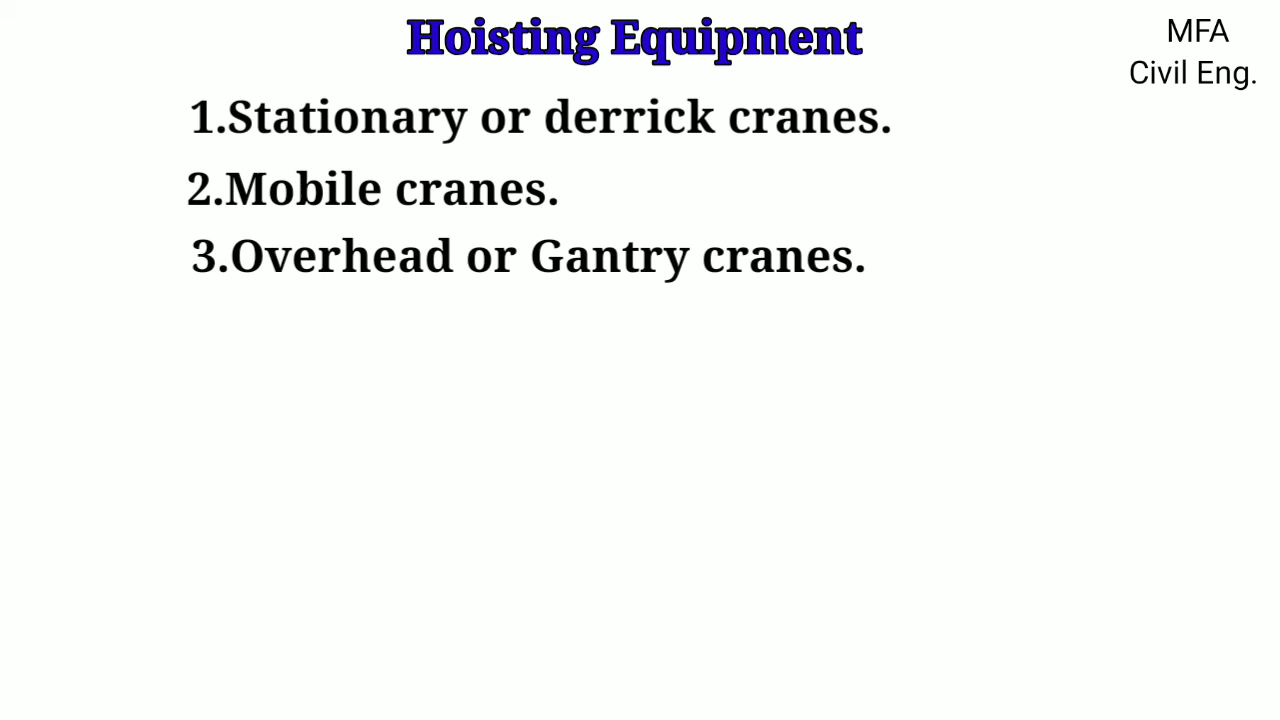 Hoisting Equipment
MFA
Civil Eng.
1.Stationary or derrick cranes.
2.Mobile cranes.
3.Overhead or Gantry cranes.